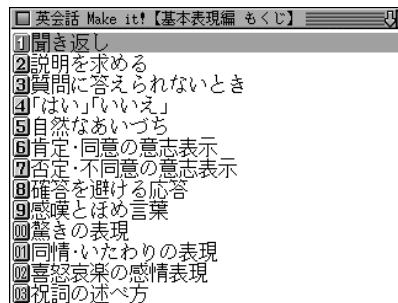 英会話 Make it!【基本表現編 もくじ】
1聞き返し
2説明を求める
3質問に答えられないとき
4「はい」「いいえ」
5自然なあいづち
6肯定・同意の意志表示
7否定・不同意の意志表示
8確答を避ける応答
9感嘆とほめ言葉
00驚きの表現
01同情・いたわりの表現
02喜怒哀楽の感情表現
03祝詞の述べ方